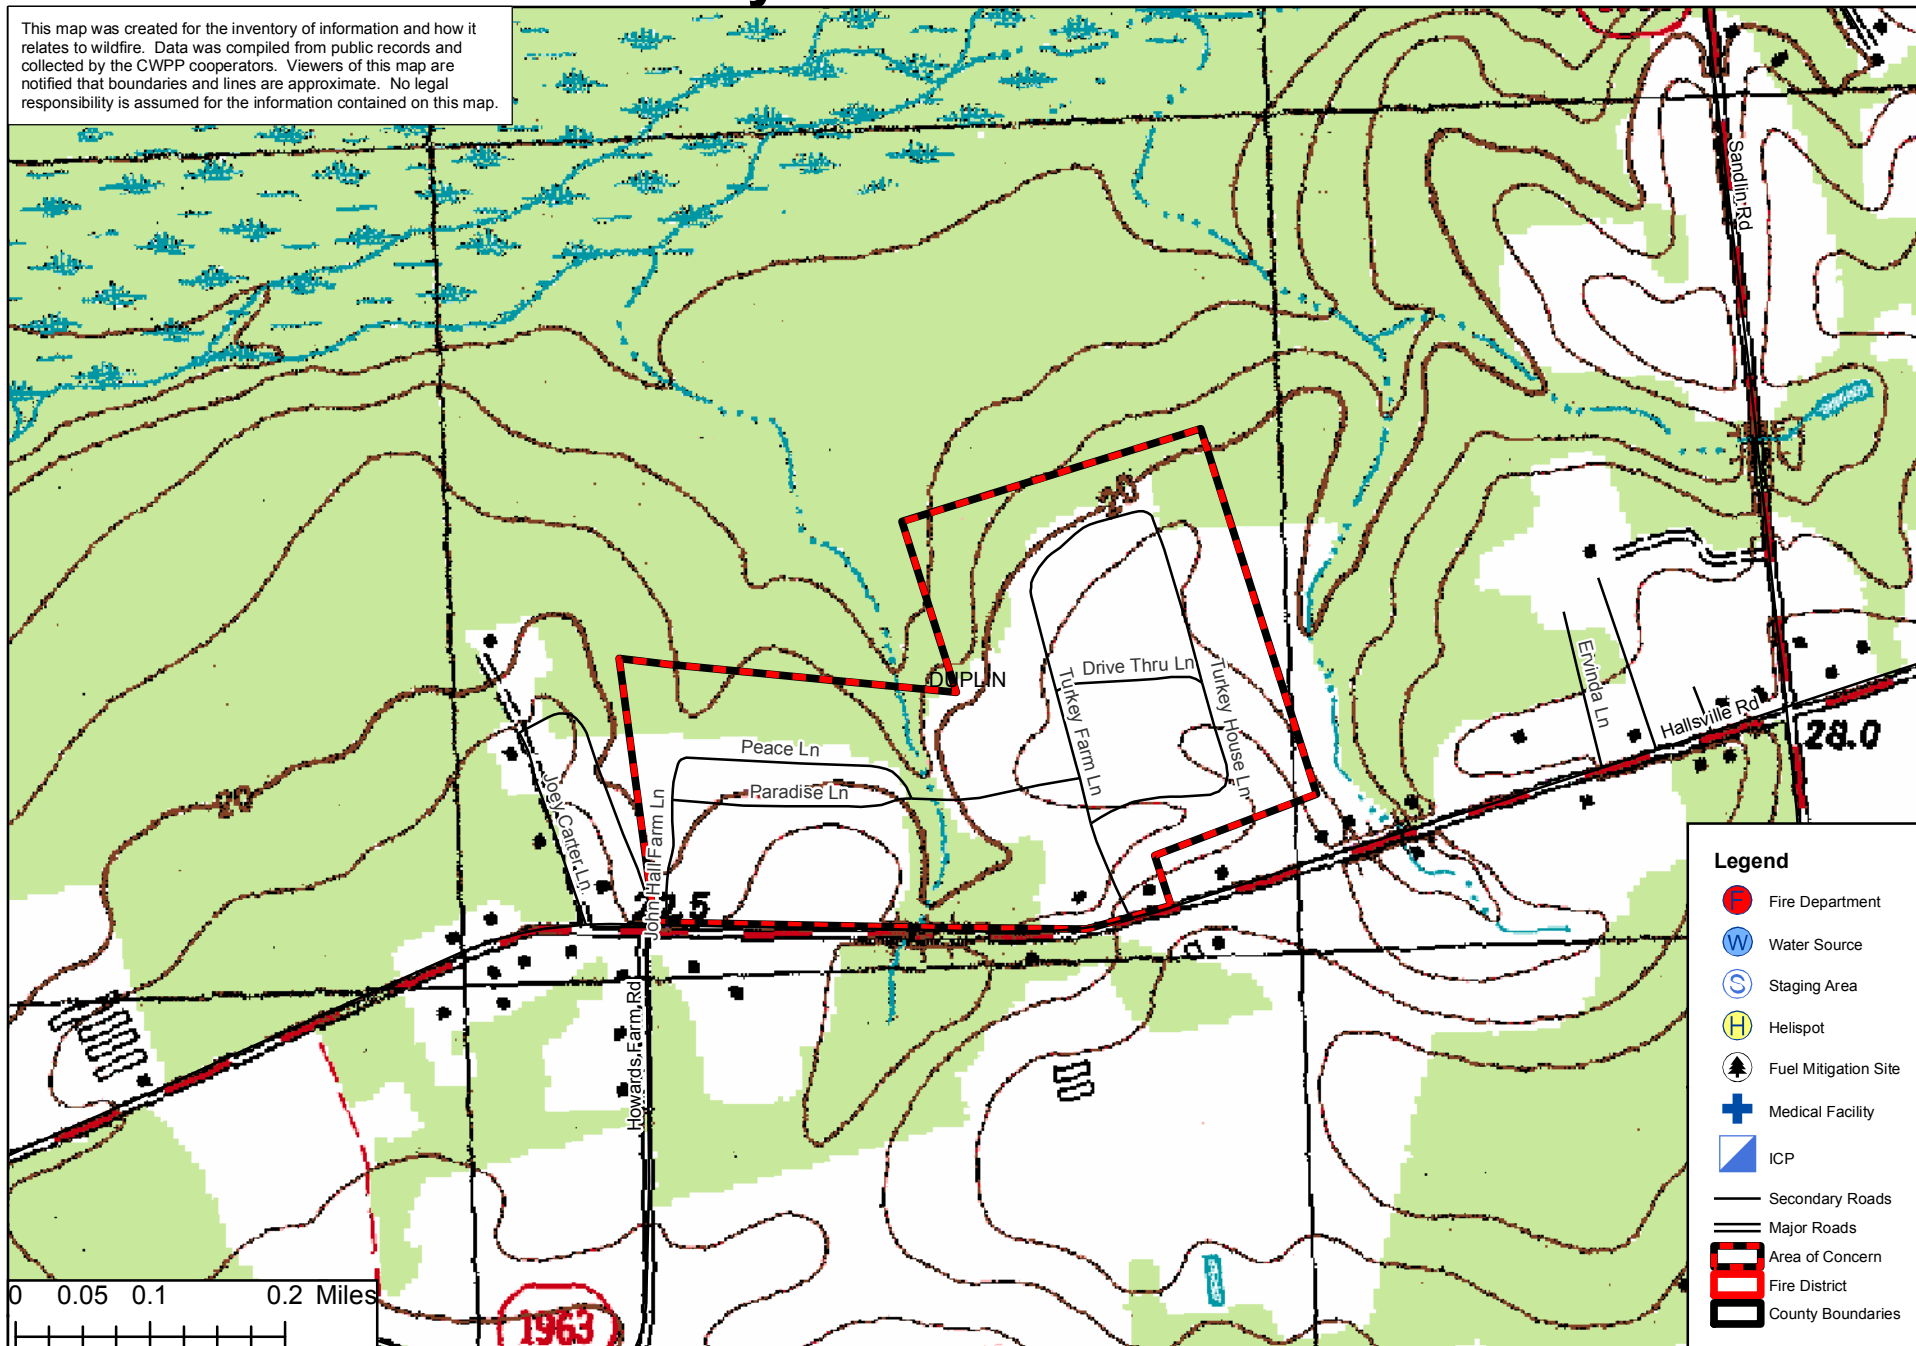 This map was created for the inventory of information and how it
relates to wildfire. Data was compiled from public records and
collected by the CWPP cooperators. Viewers of this map are
notified that boundaries and lines are approximate. No legal
responsibility is assumed for the information contained on this map.
Sandlin Rd
20
DUPLIN
Drive Thru Ln
Turkey Farm Ln
Turkey House Ln
Ervinda Ln
Hallsville Rd
28.0
Peace Ln
Paradise Ln
Joey Carter Ln
John Hall Farm Ln
20
Howards Farm Rd
1963
0 0.05 0.1 0.2 Miles
Legend
F Fire Department
W Water Source
S Staging Area
H Helispot
Fuel Mitigation Site
Medical Facility
ICP
Secondary Roads
Major Roads
Area of Concern
Fire District
County Boundaries